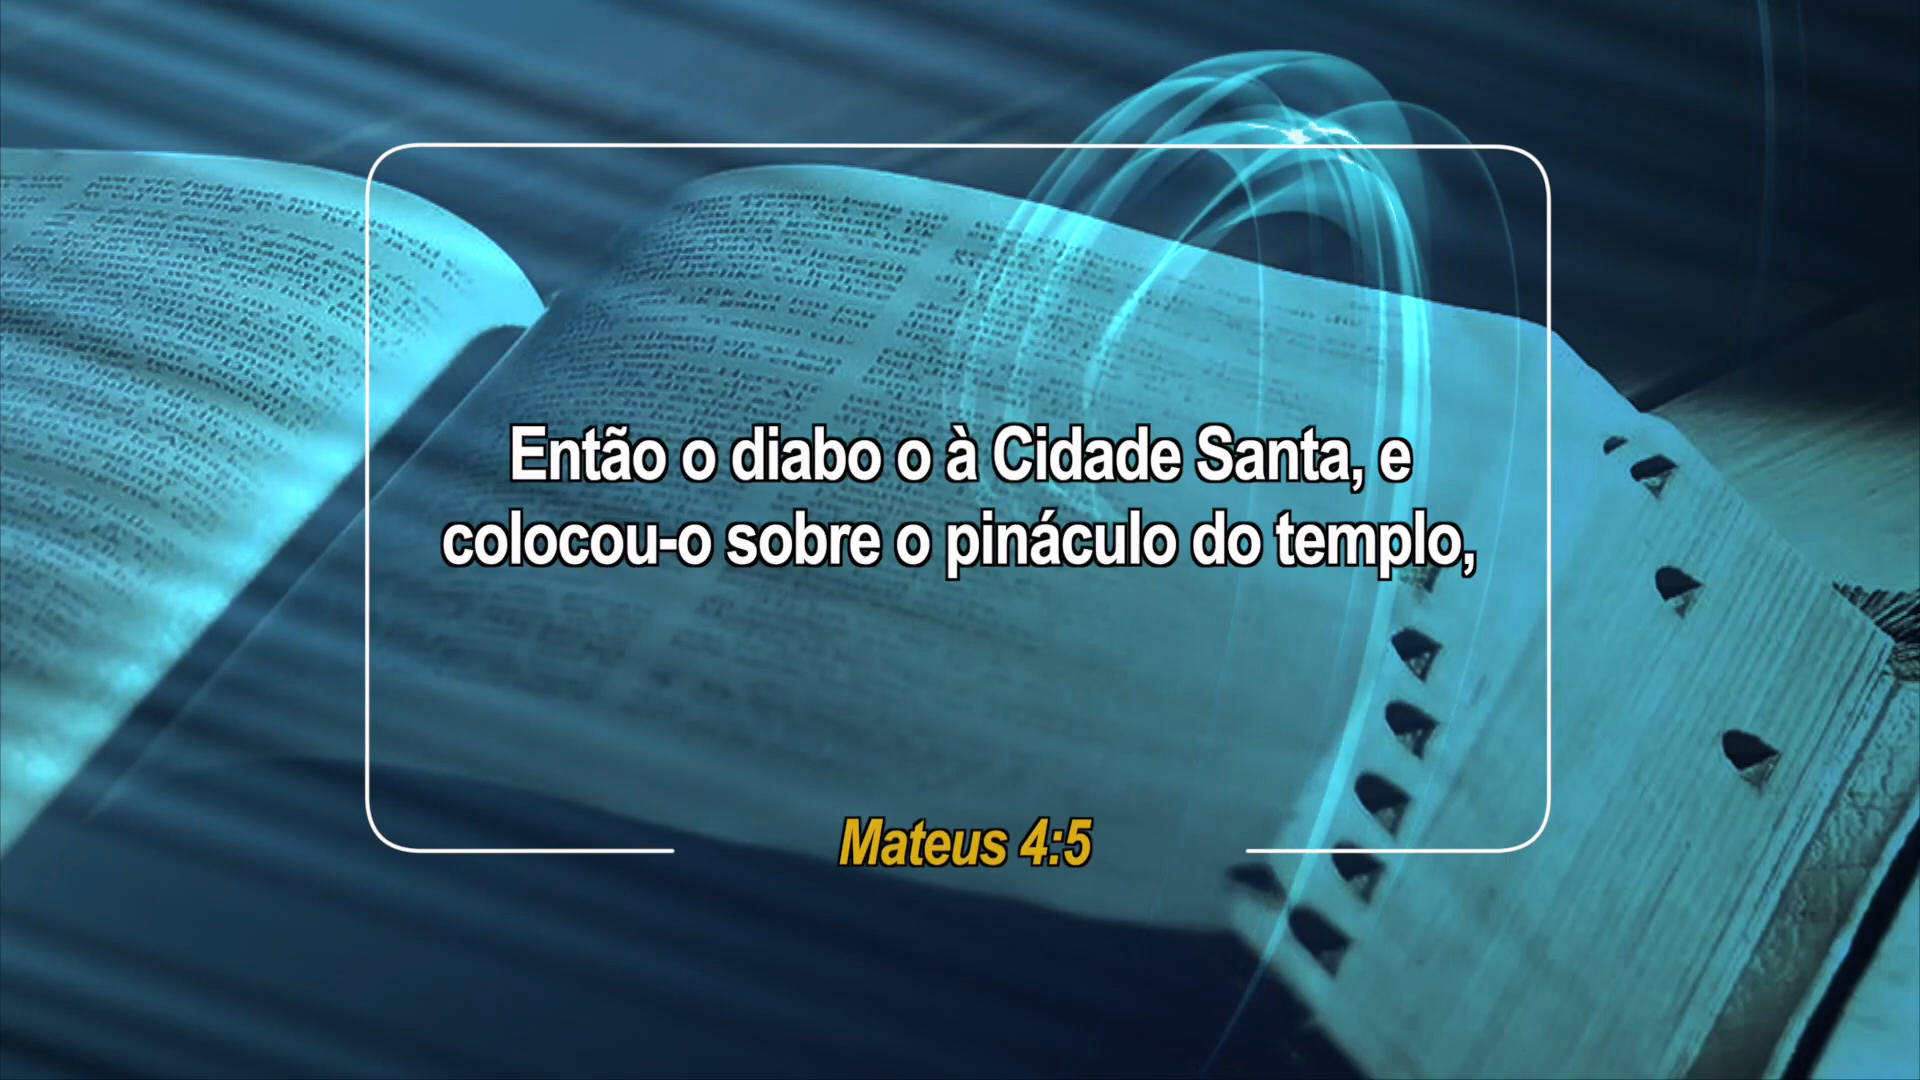 Então o diabo o à Cidade Santa, e
colocou-o sobre o pináculo do templo,
Mateus 4:5